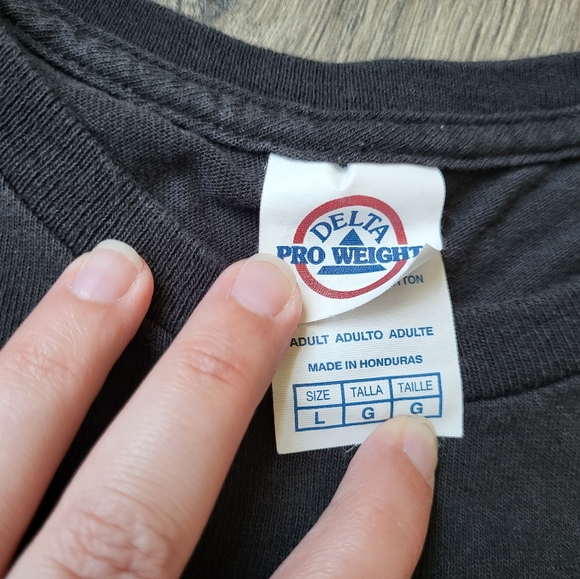 DELTA
PRO WEIGHT
ADULT ADULTO ADULTE
MADE IN HONDURAS
SIZE TALLA TAILLE
L G G